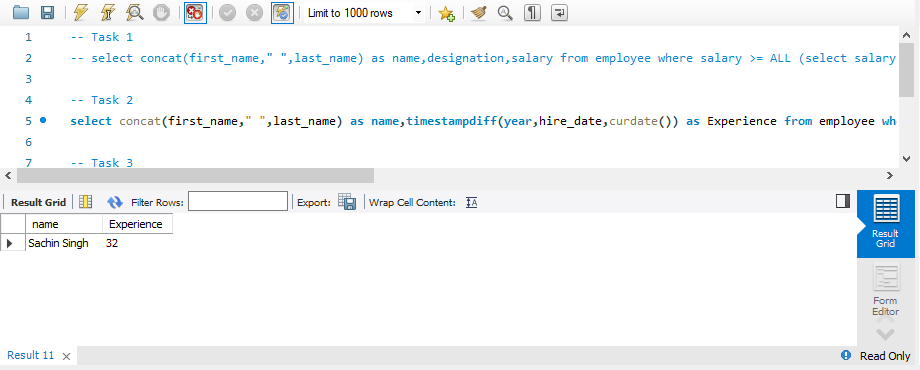 Limit to 1000 rows
1 -- Task 1
2 -- select concat(first_name," ",last_name) as name,designation,salary from employee where salary >= ALL (select salary
3
4 -- Task 2
5 select concat(first_name," ",last_name) as name,timestampdiff(year,hire_date,curdate()) as Experience from employee wh
6
7 -- Task 3
Result Grid Filter Rows: Export: Wrap Cell Content: IA
name Experience
Sachin Singh 32
Result
Grid
Form
Editor
Result 11 × Read Only